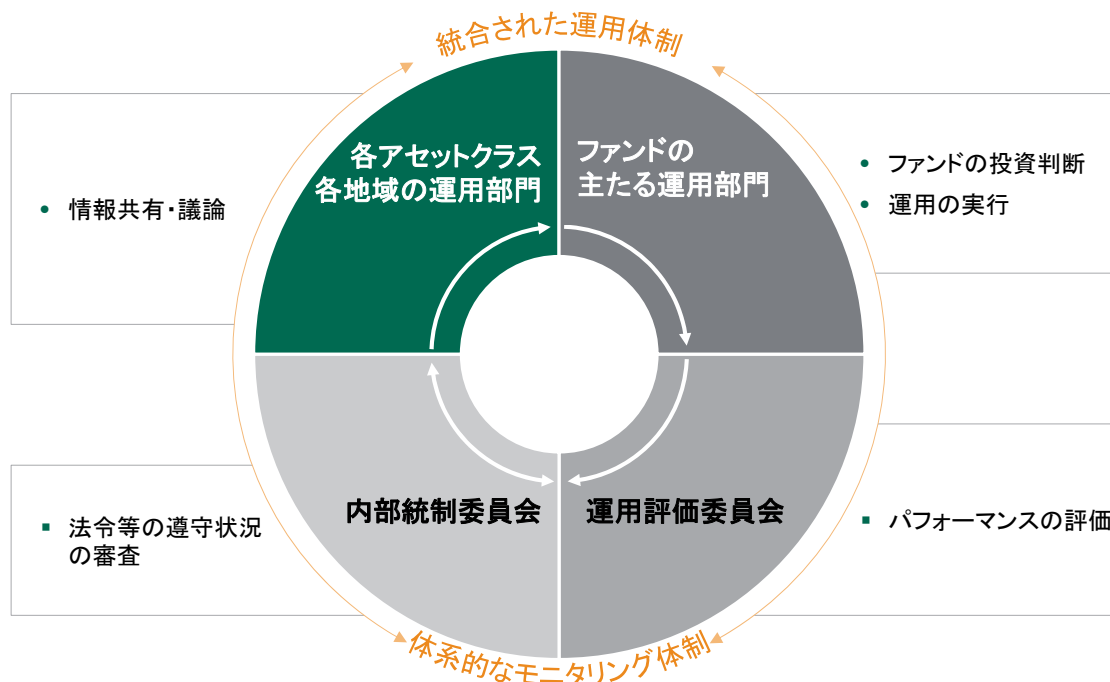 統合された運用体制
各アセットクラス
各地域の運用部門
ファンドの
主たる運用部門
• 情報共有・議論
• ファンドの投資判断
• 運用の実行
内部統制委員会
運用評価委員会
▪ 法令等の遵守状況
の審査
▪ パフォーマンスの評価
体系的なモニタリング体制